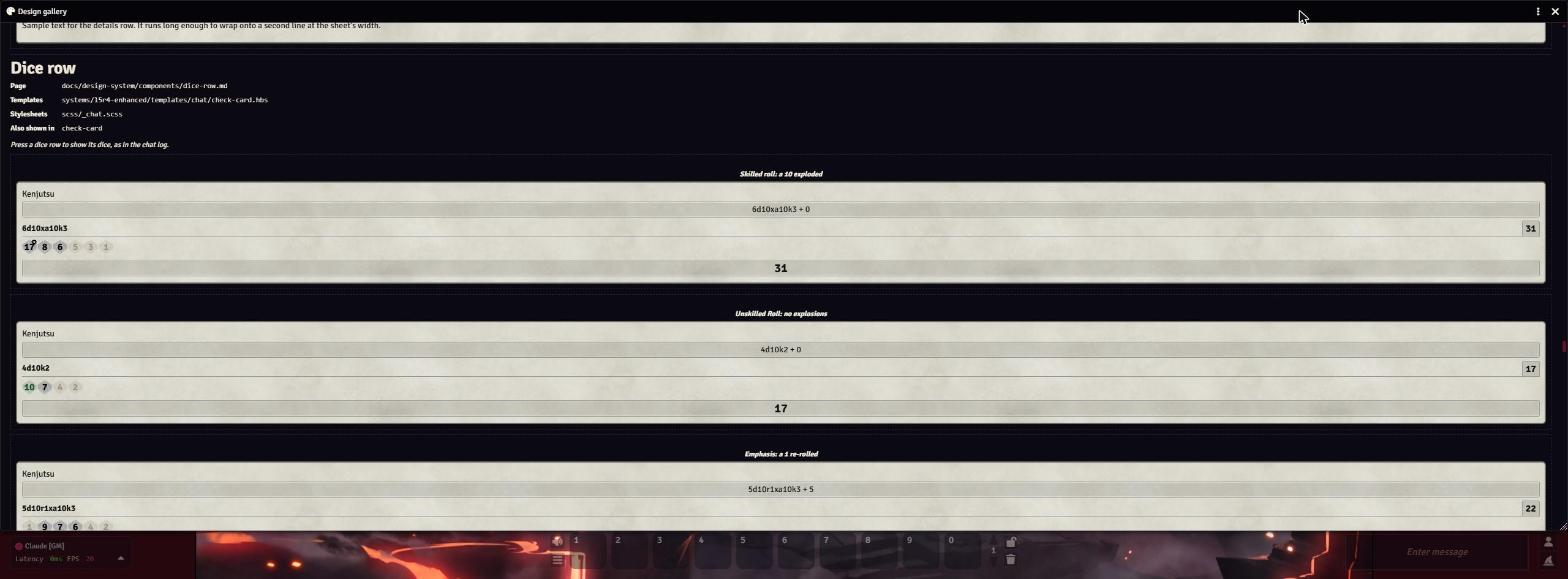 Design gallery
Sample text for the details row. It runs long enough to wrap onto a second line at the sheet's width.
Dice row
Page docs/design-system/components/dice-row.md
Templates systems/l5r4-enhanced/templates/chat/check-card.hbs
Stylesheets scss/_chat.scss
Also shown in check-card
Press a dice row to show its dice, as in the chat log.
Skilled roll: a 10 exploded
Kenjutsu
6d10xa10k3 + 0
6d10xa10k3 31
17 8 6 5 3 1
31
Unskilled Roll: no explosions
Kenjutsu
4d10k2 + 0
4d10k2 17
10 7 4 2
17
Emphasis: a 1 re-rolled
Kenjutsu
5d10r1xa10k3 + 5
5d10r1xa10k3 22
1 9 7 6 4 2
Claude [GM]
Latency 0ms FPS 20
1 2 3 4 5 6 7 8 9 0
1
Enter message